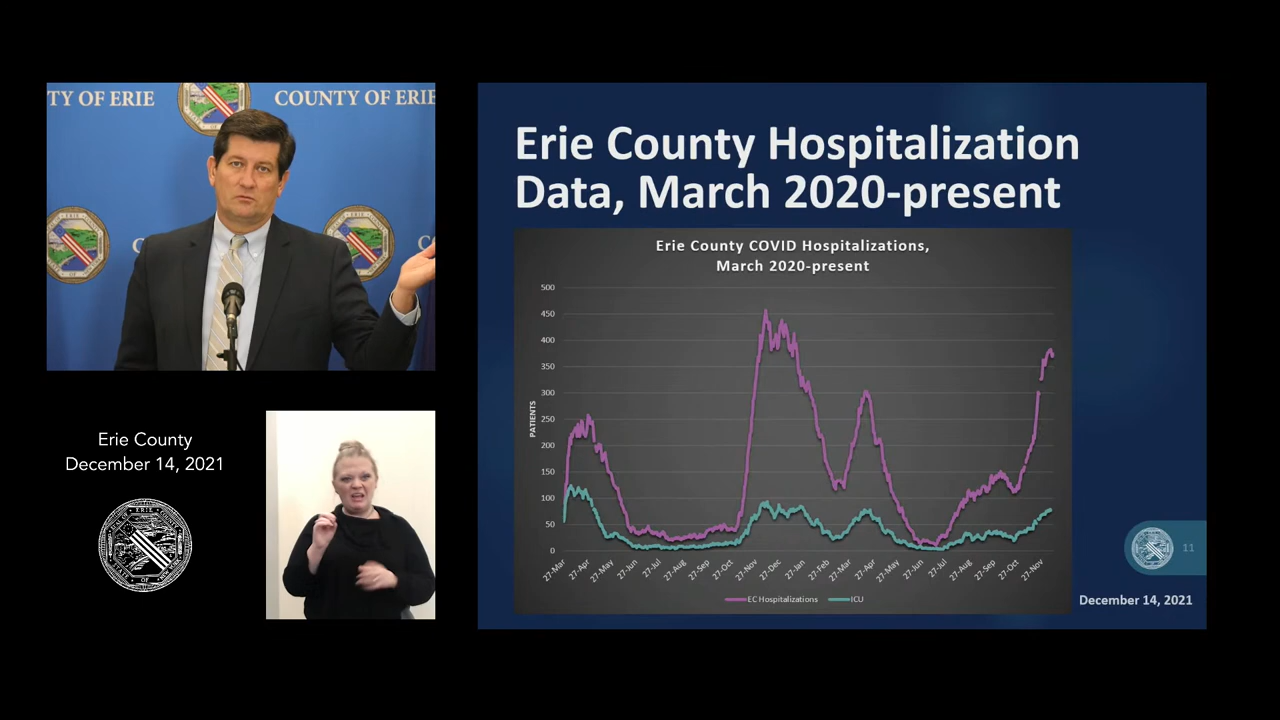 TY OF ERIE
COUNTY OF ERIE
Erie County
December 14, 2021
ERIE
STATE OF
Erie County Hospitalization
Data, March 2020-present
Erie County COVID Hospitalizations,
March 2020-present
500
450
400
350
300
250
200
150
100
50
0
PATIENTS
27-Mar
27-Apr
27-May
27-Jun
27-Jul
27-Aug
27-Sep
27-Oct
27-Nov
27-Dec
27-Jan
27-Feb
27-Mar
27-Apr
27-May
27-Jun
27-Jul
27-Aug
27-Sep
27-Oct
27-Nov
EC Hospitalizations
ICU
11
December 14, 2021